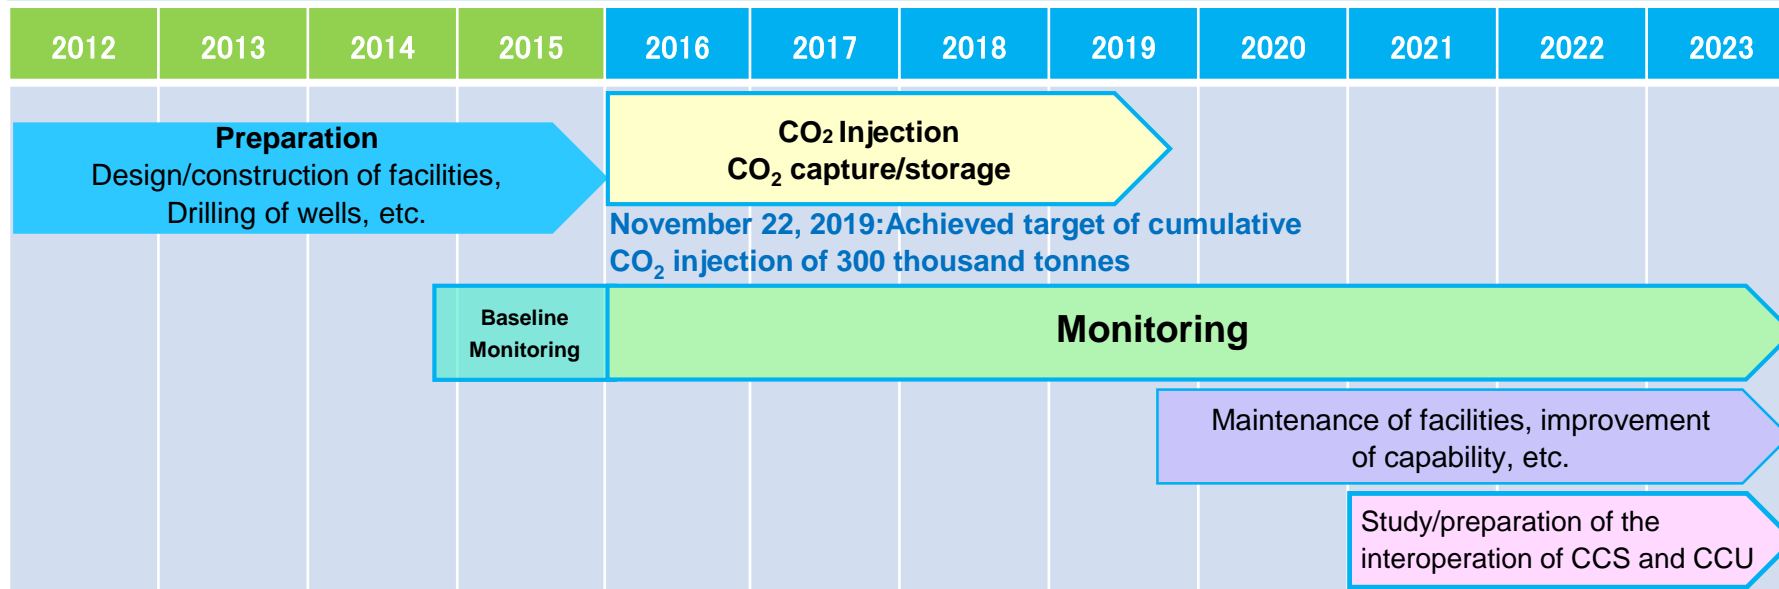 2012 2013 2014 2015 2016 2017 2018 2019 2020 2021 2022 2023
Preparation
Design/construction of facilities,
Drilling of wells, etc.
CO2 Injection
CO2 capture/storage
November 22, 2019:Achieved target of cumulative
CO2 injection of 300 thousand tonnes
Baseline
Monitoring
Monitoring
Maintenance of facilities, improvement
of capability, etc.
Study/preparation of the
interoperation of CCS and CCU